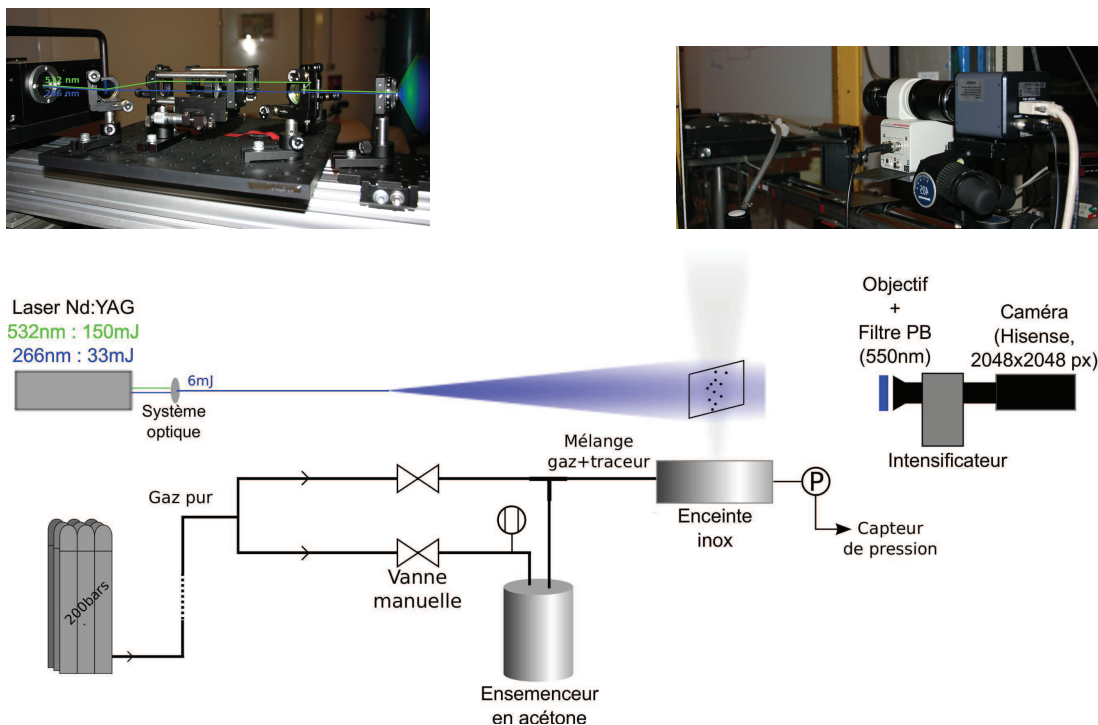 532 nm
266 nm
Laser Nd:YAG
532nm : 150mJ
266nm : 33mJ
6mJ
Système
optique
Objectif
+
Filtre PB
(550nm)
Caméra
(Hisense,
2048x2048 px)
Intensificateur
Mélange
gaz+traceur
Gaz pur
Enceinte
inox
P
Capteur
de pression
Vanne
manuelle
200bars
Ensemenceur
en acétone